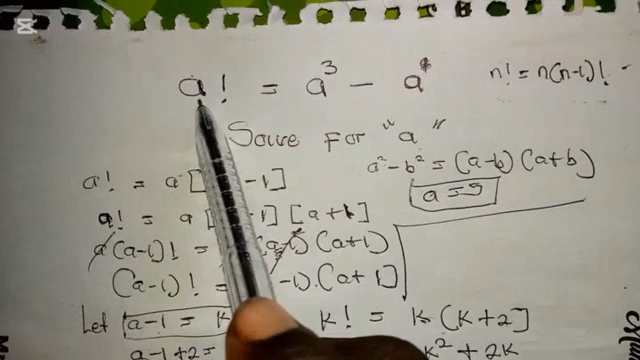 a! = a³ - a
n! = n(n-1)!
Solve For "a"
a² - b² = (a-b)(a+b)
a = 5
a! = a [ -1]
a! = a [ -1] [a+1]
a(a-1)! = (a-1)(a+1)
(a-1)! = -1).(a+1]
Let a-1 = k
k! = k.(k+2]
a-1+2=
k² + 2k